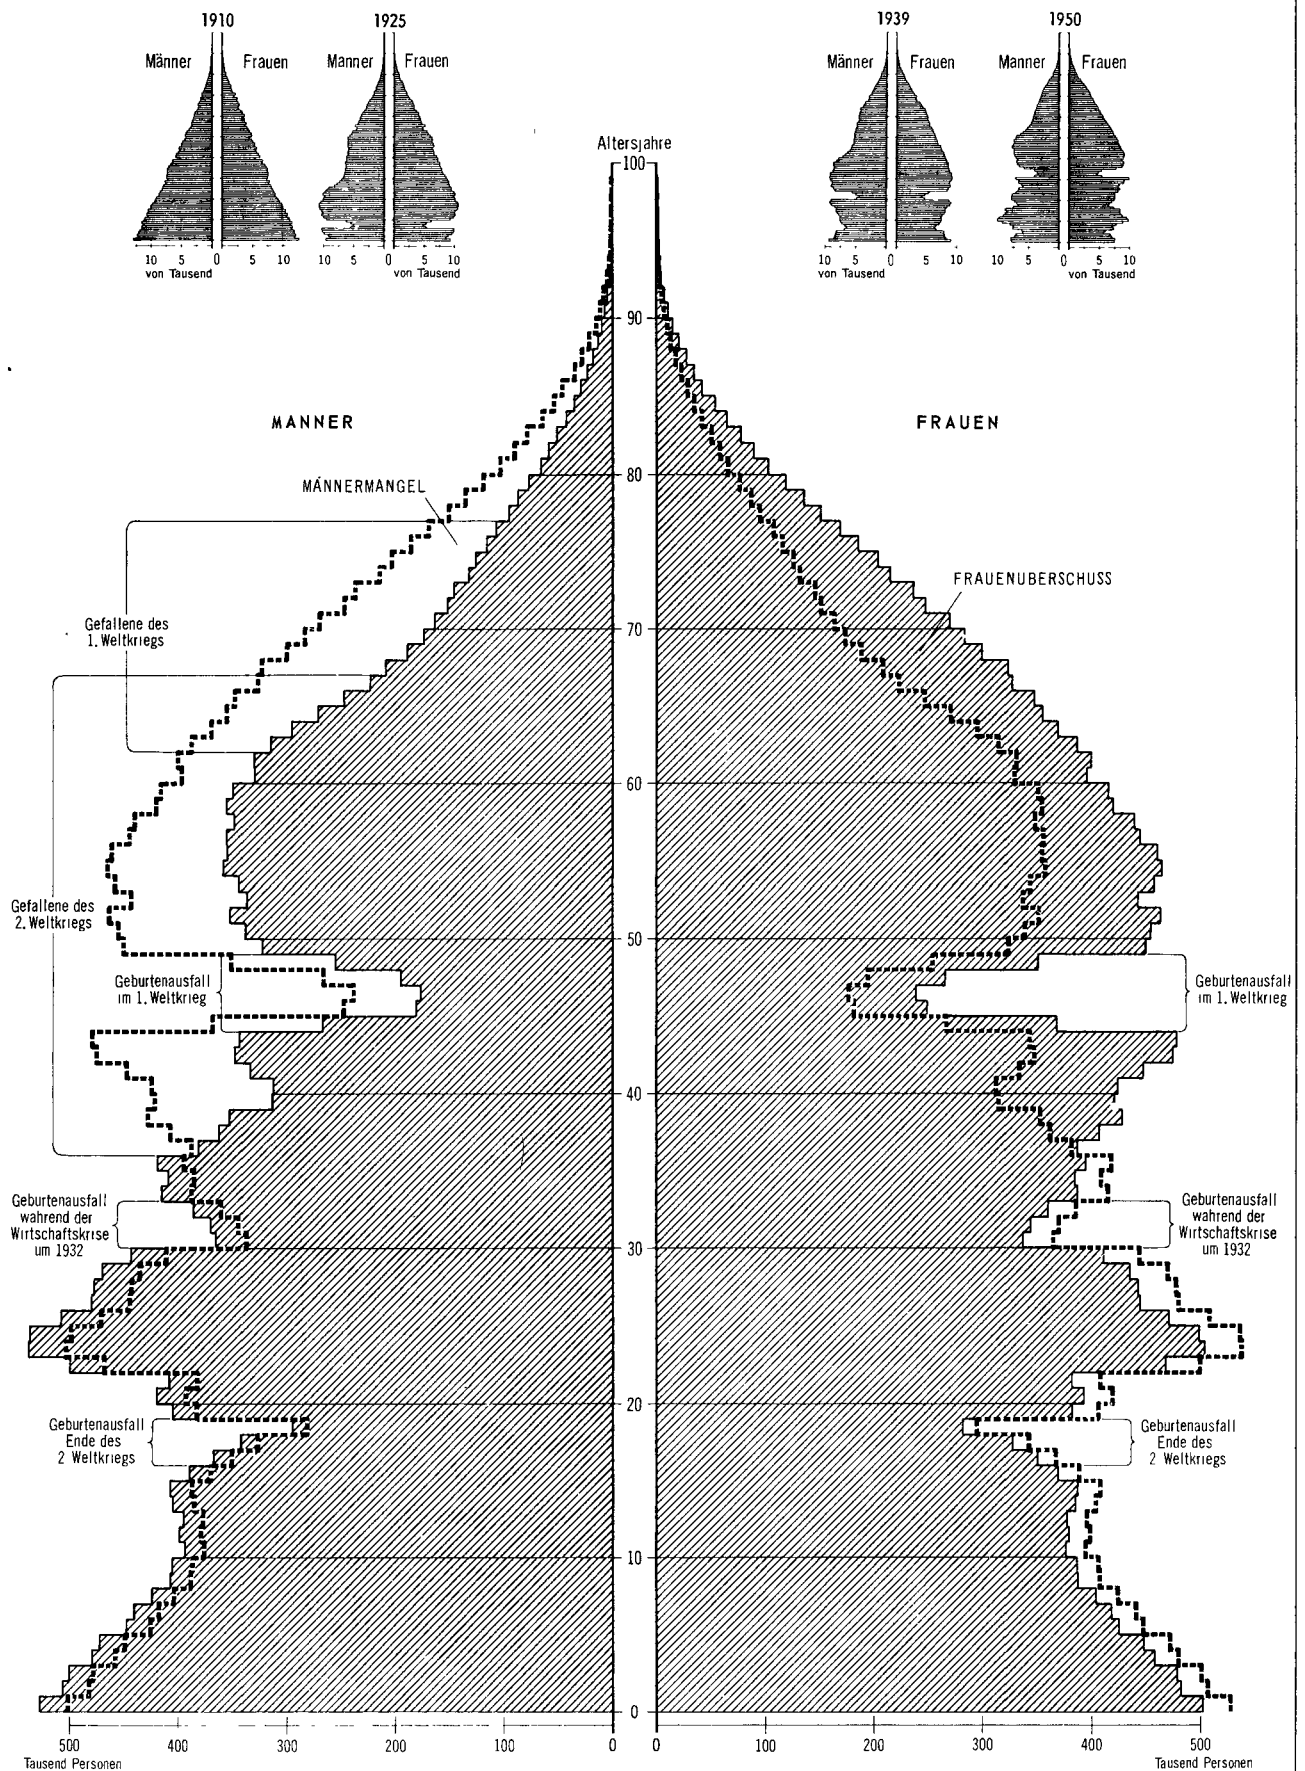 1910
1925
1939
1950
Männer Frauen
Manner Frauen
Männer Frauen
Manner Frauen
10 5 0 5 10
von Tausend
10 5 0 5 10
von Tausend
10 5 0 5 10
von Tausend
10 5 0 5 10
von Tausend
Altersjahre
100
90
MANNER
FRAUEN
80
MÄNNERMANGEL
FRAUENUBERSCHUSS
Gefallene des
1. Weltkriegs
70
60
Gefallene des
2. Weltkriegs
50
Geburtenausfall
im 1. Weltkrieg
Geburtenausfall
im 1. Weltkrieg
40
Geburtenausfall
wahrend der
Wirtschaftskrise
um 1932
Geburtenausfall
wahrend der
Wirtschaftskrise
um 1932
30
20
Geburtenausfall
Ende des
2 Weltkriegs
Geburtenausfall
Ende des
2 Weltkriegs
10
0
500 400 300 200 100 0
0 100 200 300 400 500
Tausend Personen
Tausend Personen